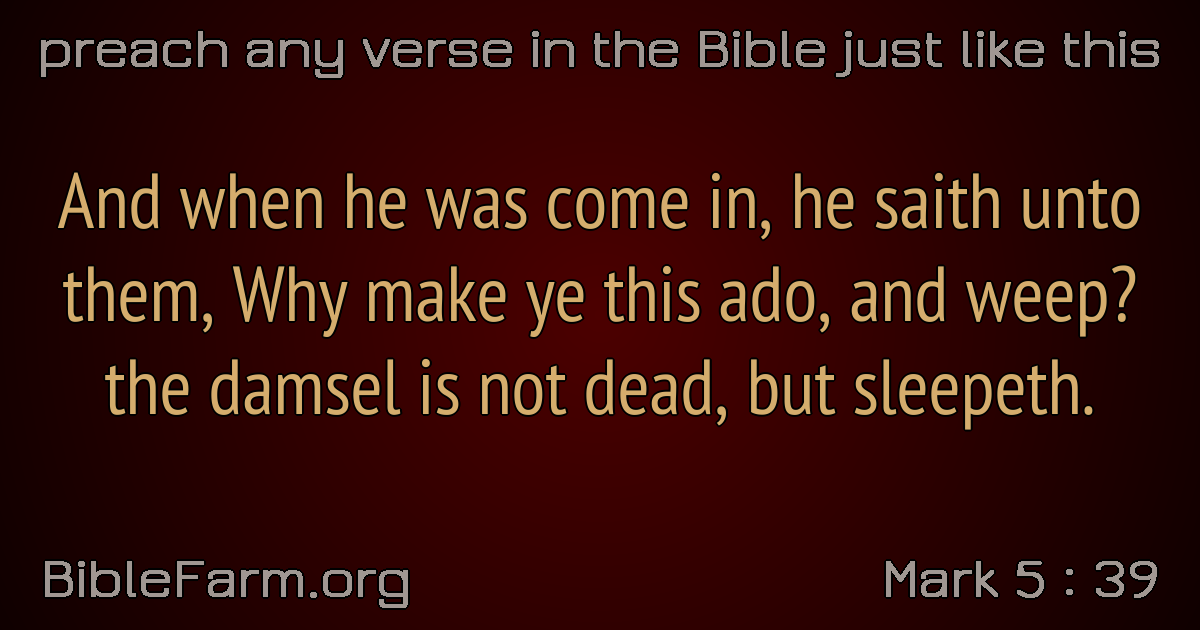 preach any verse in the Bible just like this
And when he was come in, he saith unto
them, Why make ye this ado, and weep?
the damsel is not dead, but sleepeth.
BibleFarm.org
Mark 5 : 39